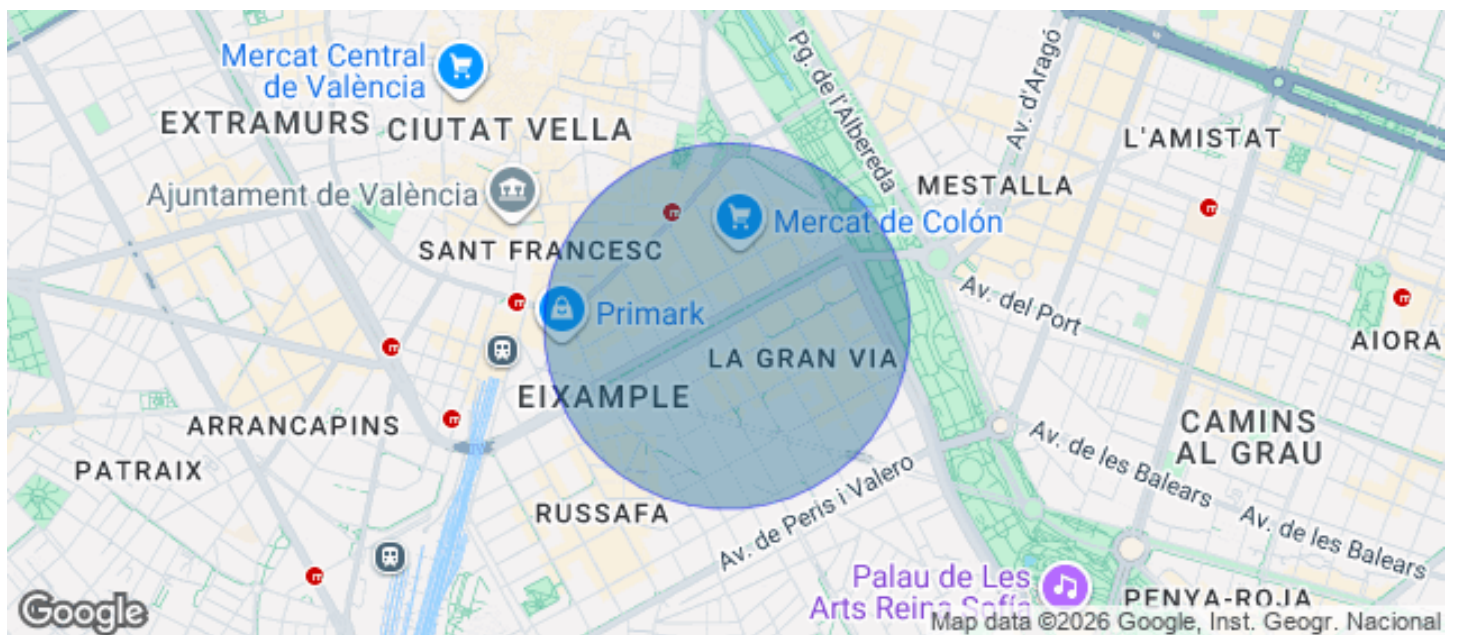 Mercat Central
de València
EXTRAMURS
CIUTAT VELLA
Pg. de l'Albereda
Av. d'Aragó
L'AMISTAT
Ajuntament de València
MESTALLA
Mercat de Colón
SANT FRANCESC
Av. del Port
Primark
AIORA
LA GRAN VIA
EIXAMPLE
ARRANCAPINS
CAMINS
AL GRAU
PATRAIX
Av. de les Balears
RUSSAFA
Av. de Peris i Valero
Av. de les Balears
Palau de Les
Arts Reina Sofía
PENYA-ROJA
Google
Map data ©2026 Google, Inst. Geogr. Nacional